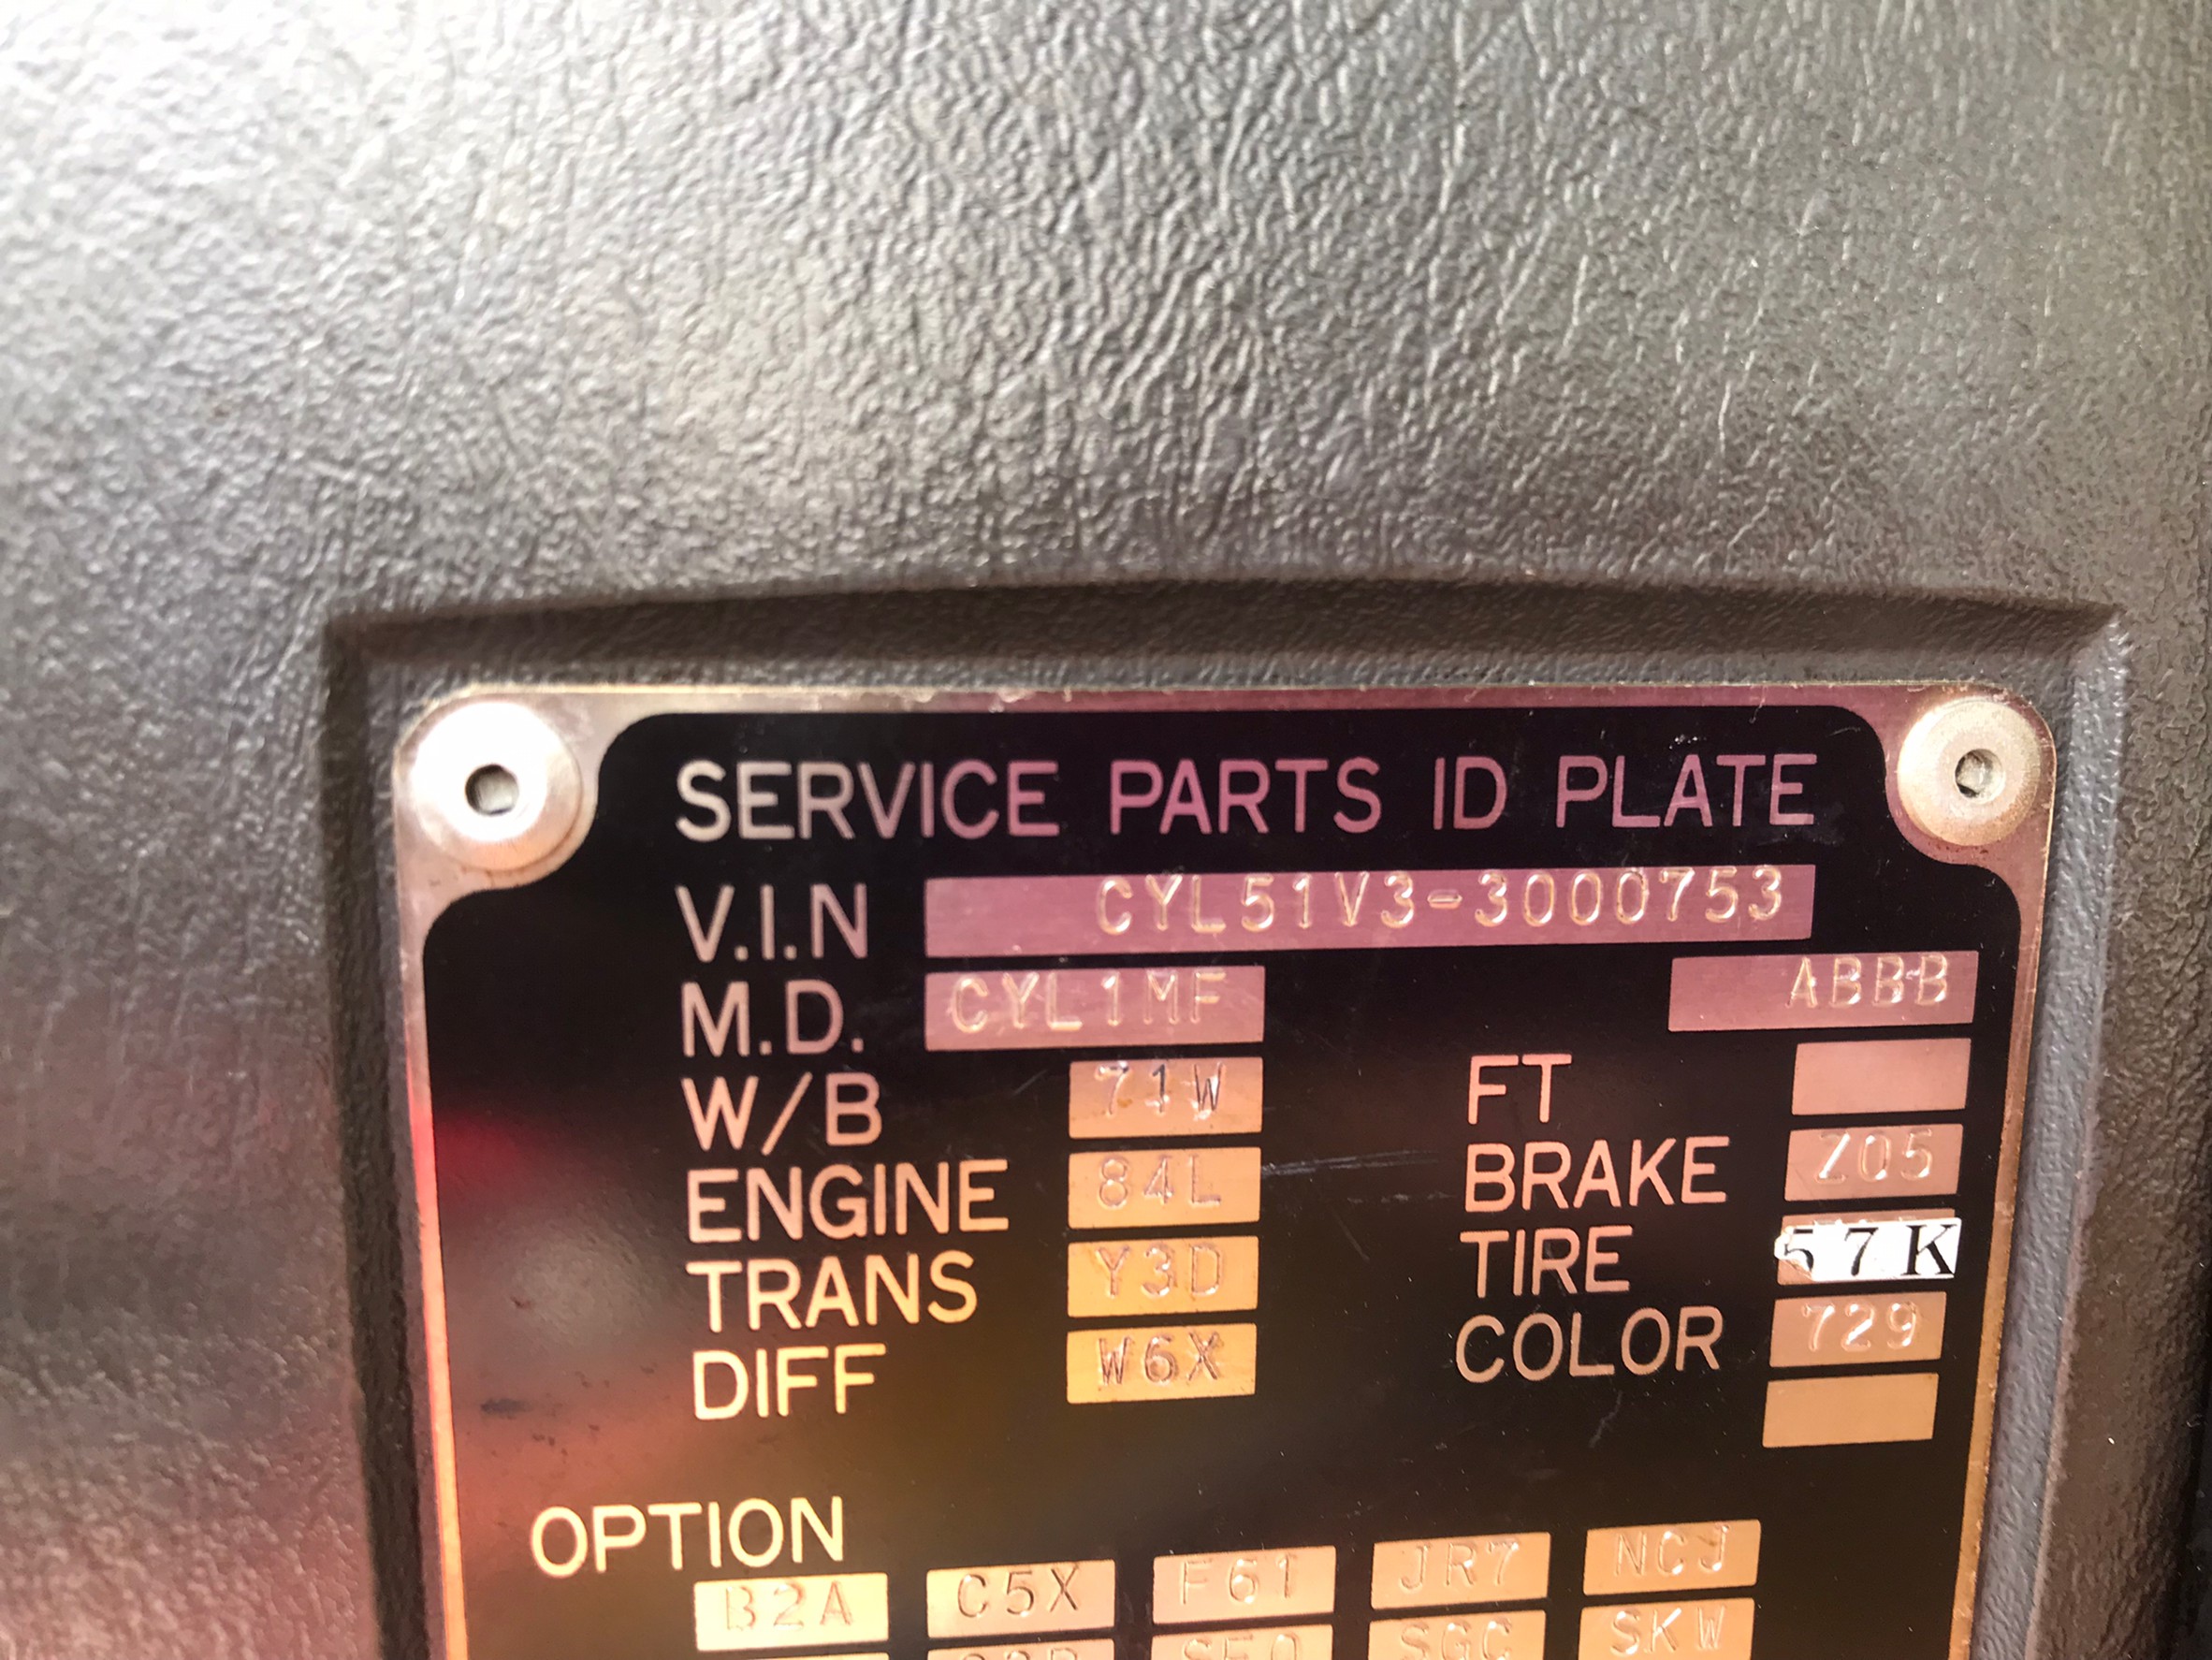 SERVICE PARTS ID PLATE
V.I.N CYL51V3-3000753
M.D. CYL1MF ABBB
W/B 71W FT
ENGINE 84L BRAKE Z05
TRANS Y3D TIRE 57K
DIFF W6X COLOR 729
OPTION
B2A C5X F61 JR7 NCJ
SGC SKW